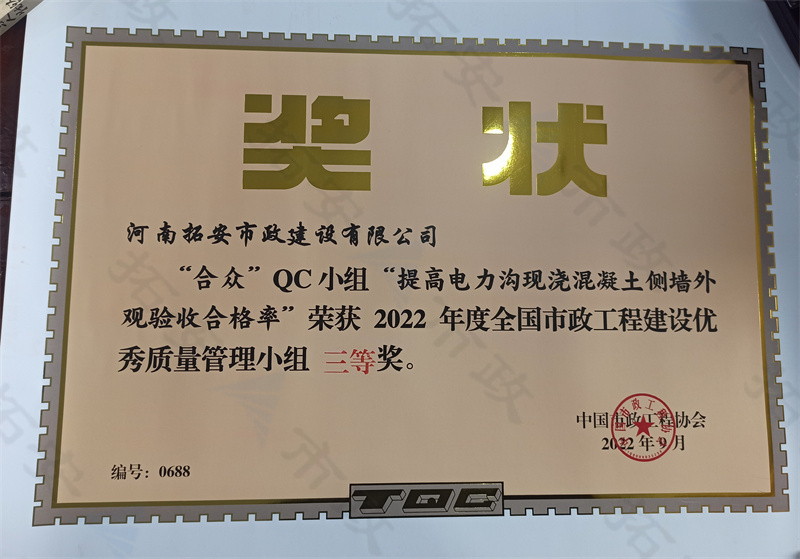 奖 状
河南拓安市政建设有限公司
“合众”QC小组“提高电力沟现浇混凝土侧墙外
观验收合格率”荣获 2022 年度全国市政工程建设优
秀质量管理小组 三等奖。
中国市政工程协会
2022年9月
编号：0688
TQC
拓安市政